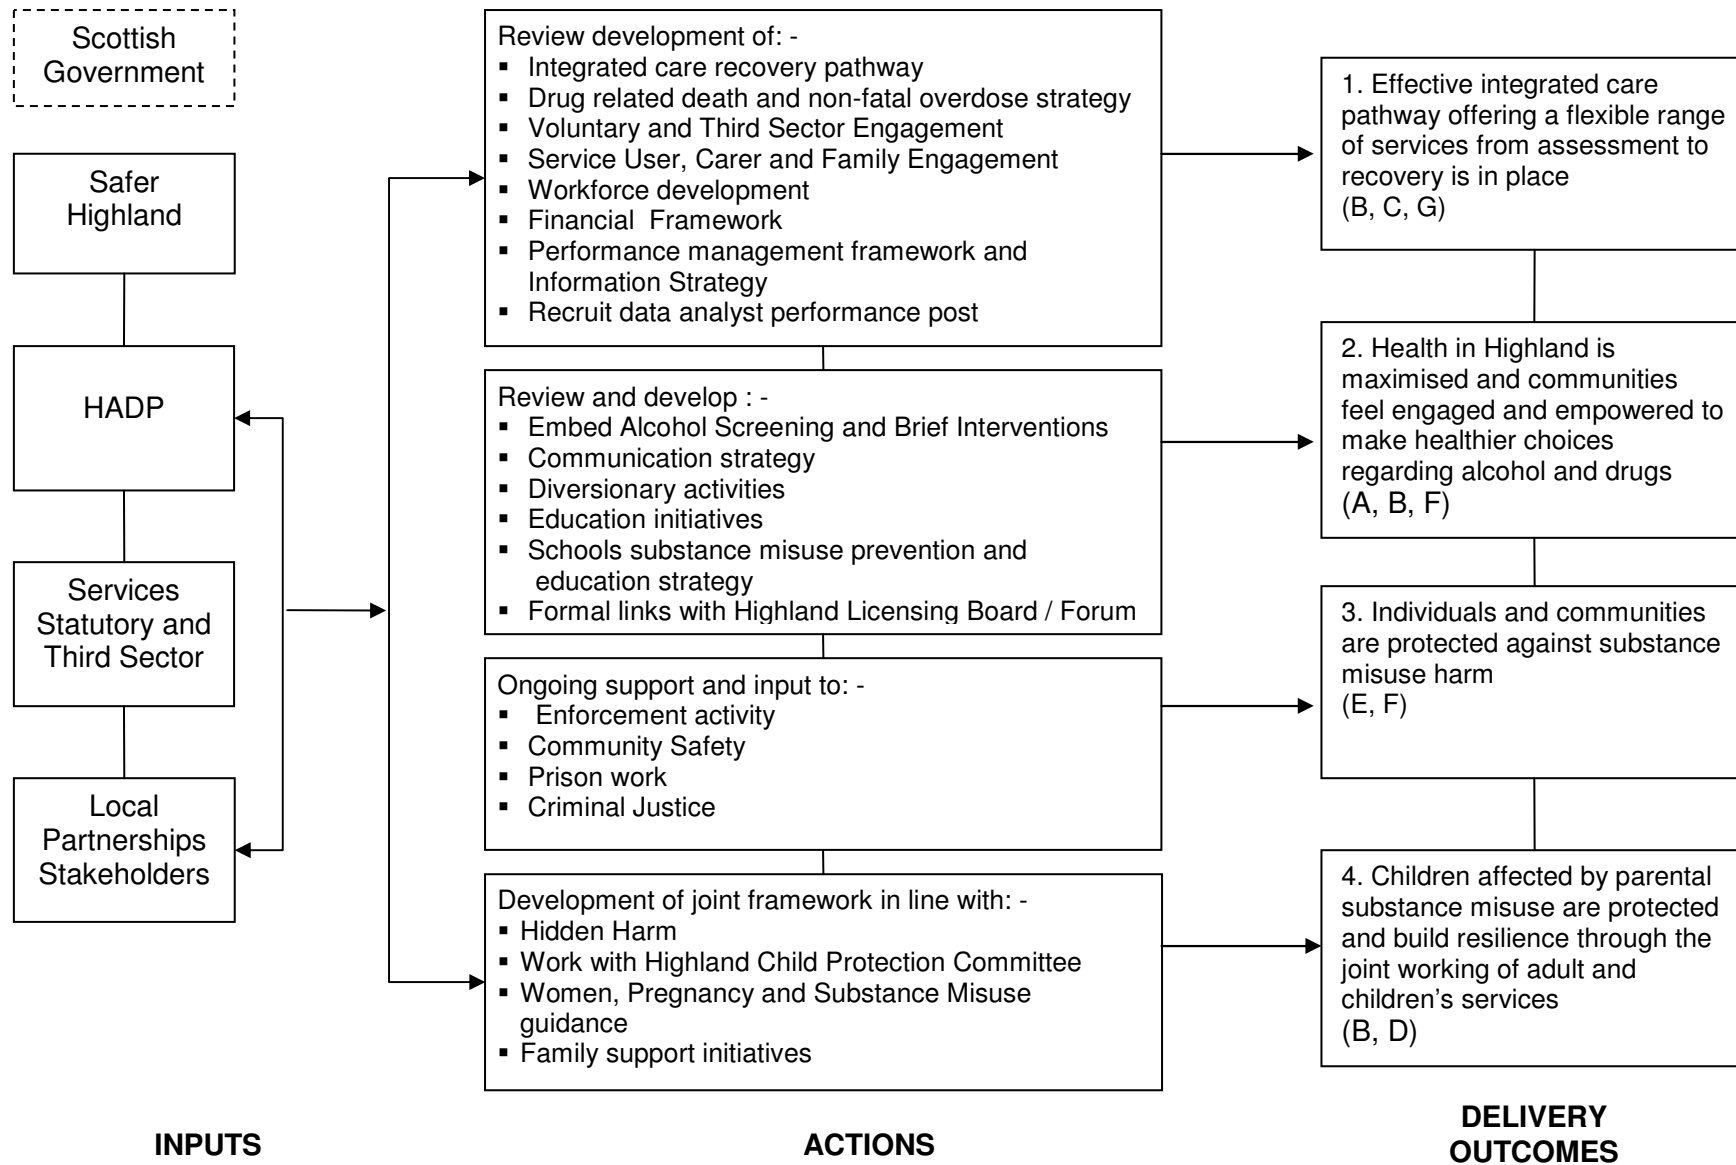 Scottish
Government
Safer
Highland
HADP
Services
Statutory and
Third Sector
Local
Partnerships
Stakeholders
INPUTS
Review development of: -
▪ Integrated care recovery pathway
▪ Drug related death and non-fatal overdose strategy
▪ Voluntary and Third Sector Engagement
▪ Service User, Carer and Family Engagement
▪ Workforce development
▪ Financial Framework
▪ Performance management framework and
Information Strategy
▪ Recruit data analyst performance post
Review and develop : -
▪ Embed Alcohol Screening and Brief Interventions
▪ Communication strategy
▪ Diversionary activities
▪ Education initiatives
▪ Schools substance misuse prevention and
education strategy
▪ Formal links with Highland Licensing Board / Forum
Ongoing support and input to: -
▪ Enforcement activity
▪ Community Safety
▪ Prison work
▪ Criminal Justice
Development of joint framework in line with: -
▪ Hidden Harm
▪ Work with Highland Child Protection Committee
▪ Women, Pregnancy and Substance Misuse
guidance
▪ Family support initiatives
ACTIONS
1. Effective integrated care
pathway offering a flexible range
of services from assessment to
recovery is in place
(B, C, G)
2. Health in Highland is
maximised and communities
feel engaged and empowered to
make healthier choices
regarding alcohol and drugs
(A, B, F)
3. Individuals and communities
are protected against substance
misuse harm
(E, F)
4. Children affected by parental
substance misuse are protected
and build resilience through the
joint working of adult and
children’s services
(B, D)
DELIVERY
OUTCOMES